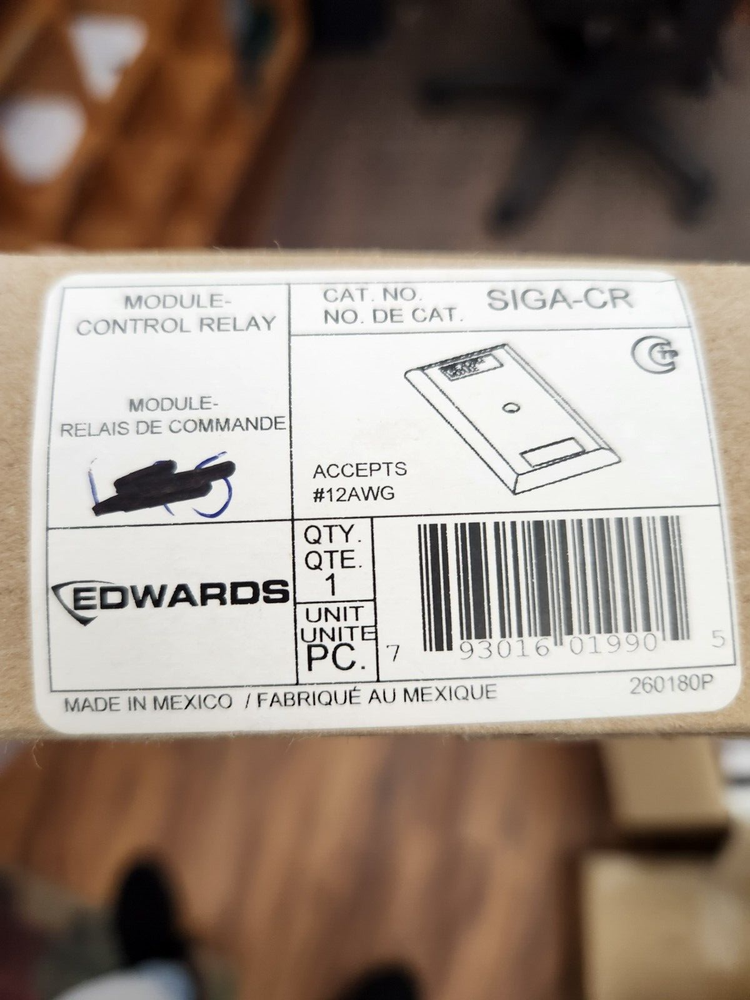 MODULE-
CONTROL RELAY
MODULE-
RELAIS DE COMMANDE
CAT. NO.
NO. DE CAT.
SIGA-CR
ACCEPTS
#12AWG
EDWARDS
QTY.
QTE.
1
UNIT
UNITE
PC.
7 93016 01990 5
MADE IN MEXICO / FABRIQUÉ AU MEXIQUE
260180P